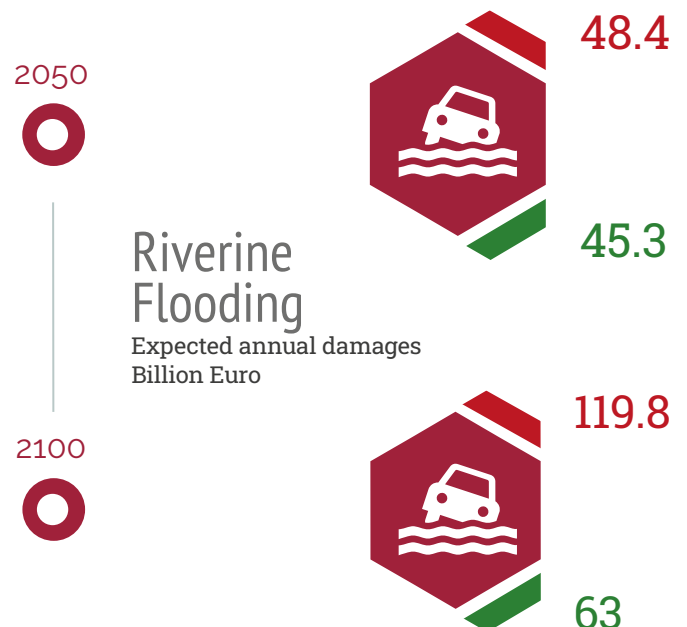 2050
48.4
45.3
Riverine
Flooding
Expected annual damages
Billion Euro
2100
119.8
63